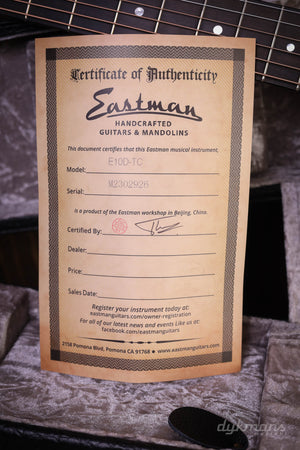 Certificate of Authenticity
Eastman
HANDCRAFTED
GUITARS & MANDOLINS
This document certifies that this Eastman musical instrument,
Model: E10D-TC
Serial: M2302926
is a product of the Eastman workshop in Beijing, China.
Certified By:
Dealer:
Price:
Sales Date:
Register your instrument today at:
eastmanguitars.com/owner-registration
For all of our latest news and events Like us at:
facebook.com/eastmanguitars
2158 Pomona Blvd, Pomona CA 91768 • www.eastmanguitars.com
dijkmans